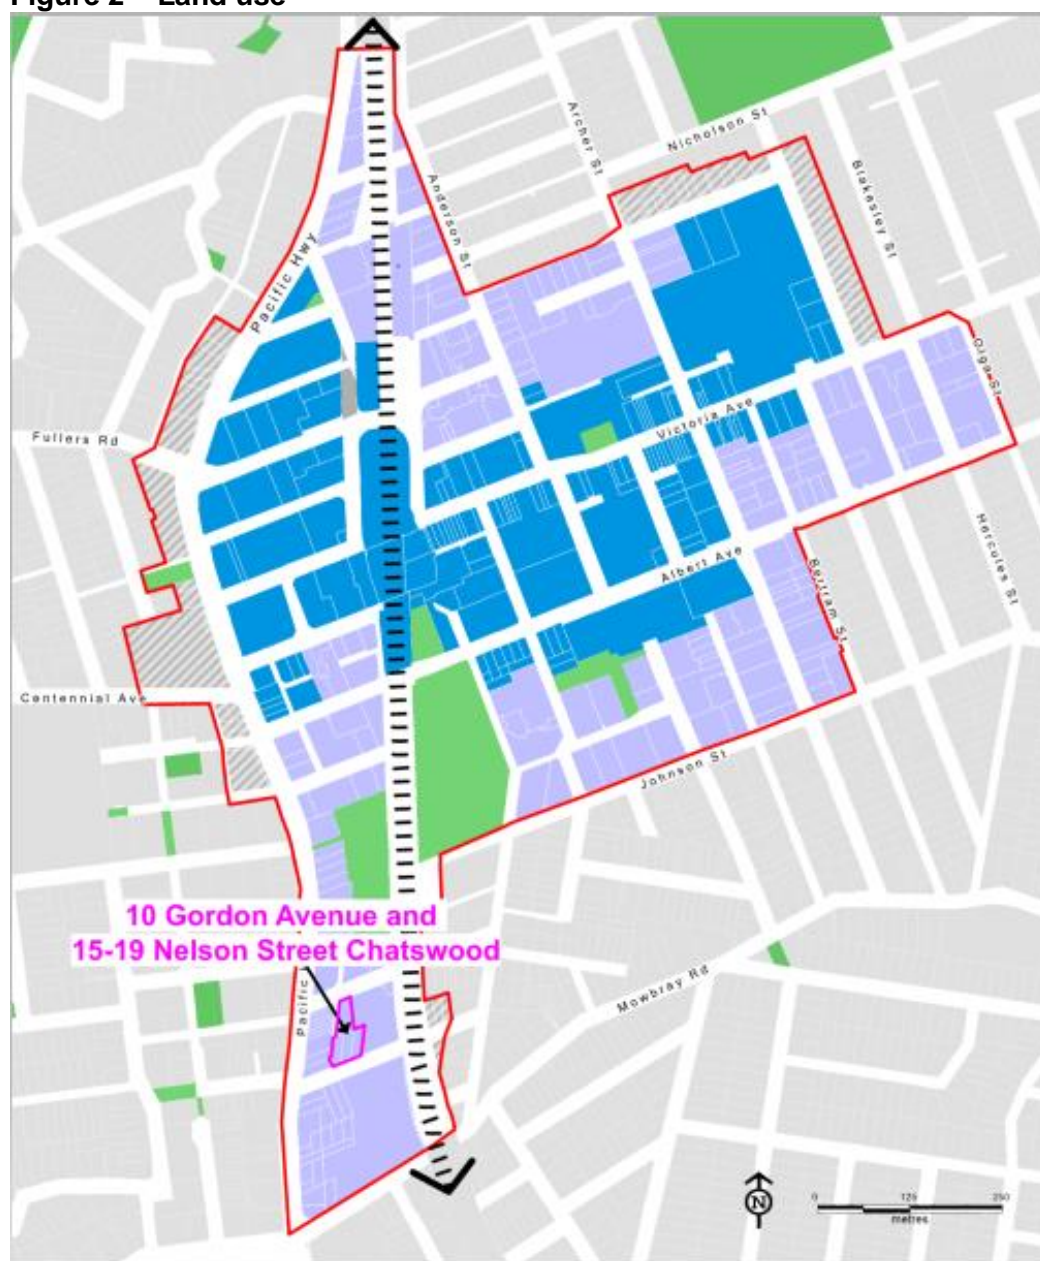 Figure 2 – Land use
Archer St
Nicholson St
Anderson St
Blakesley St
Pacific Hwy
Olga St
Fullers Rd
Victoria Ave
Albert Ave
Hercules St
Bertram St
Centennial Ave
Johnson St
10 Gordon Avenue and
15-19 Nelson Street Chatswood
Mowbray Rd
Pacific
N
0 125 250
metres